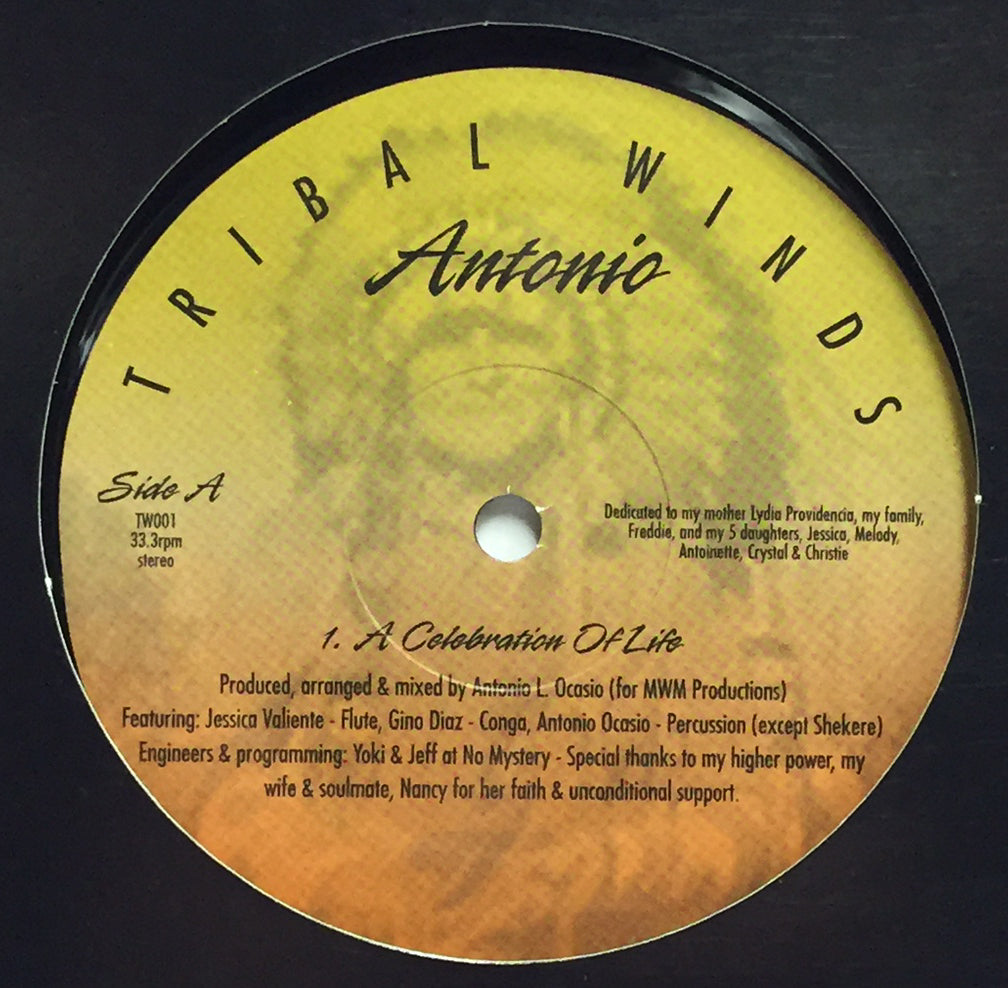 TRIBAL WINDS
Antonio
Side A
TW001
33.3rpm
stereo
Dedicated to my mother Lydia Providencia, my family,
Freddie, and my 5 daughters, Jessica, Melody,
Antoinette, Crystal & Christie
1. A Celebration Of Life
Produced, arranged & mixed by Antonio L. Ocasio (for MWM Productions)
Featuring: Jessica Valiente - Flute, Gino Diaz - Conga, Antonio Ocasio - Percussion (except Shekere)
Engineers & programming: Yoki & Jeff at No Mystery - Special thanks to my higher power, my
wife & soulmate, Nancy for her faith & unconditional support.